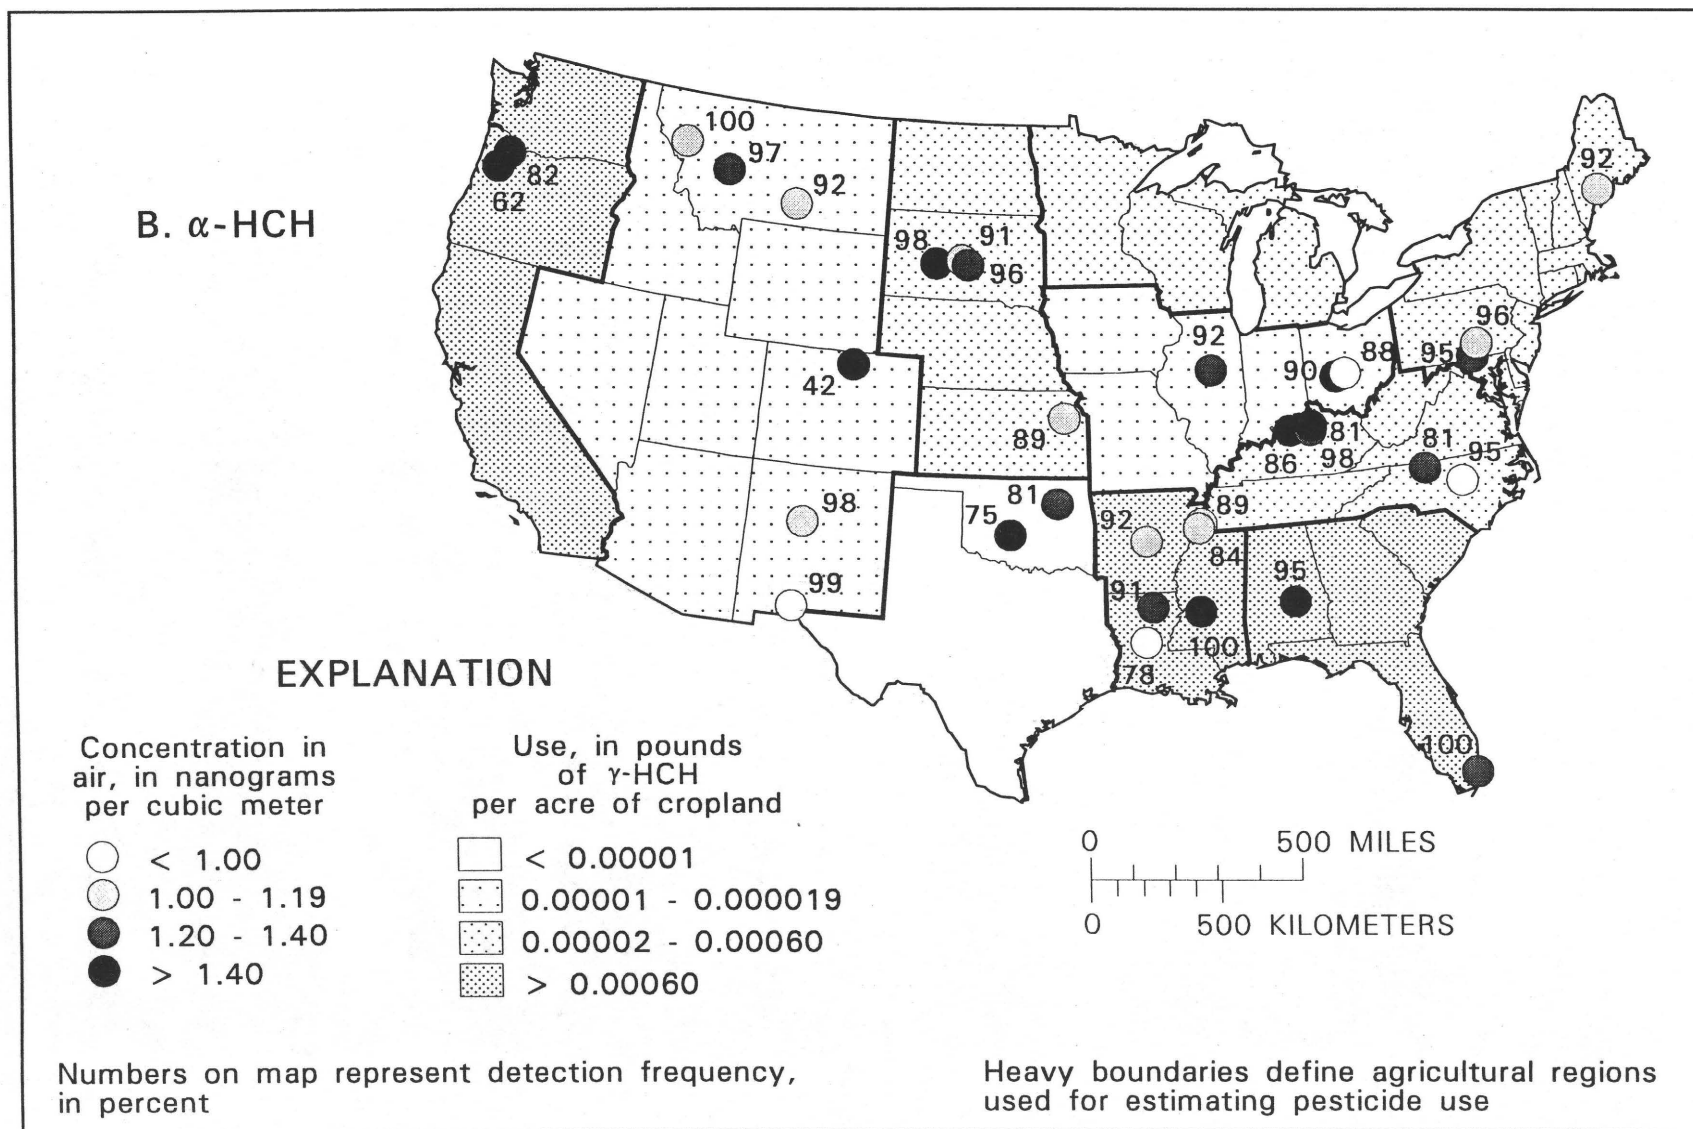 100
97
92
92
82
62
B. α-HCH
98
91
96
96
92
88
95
90
42
89
81
86
98
81
95
98
81
75
92
89
84
99
91
95
100
78
100
EXPLANATION
Concentration in
air, in nanograms
per cubic meter
< 1.00
1.00 - 1.19
1.20 - 1.40
> 1.40
Use, in pounds
of γ-HCH
per acre of cropland
< 0.00001
0.00001 - 0.000019
0.00002 - 0.00060
> 0.00060
0 500 MILES
0 500 KILOMETERS
Numbers on map represent detection frequency,
in percent
Heavy boundaries define agricultural regions
used for estimating pesticide use